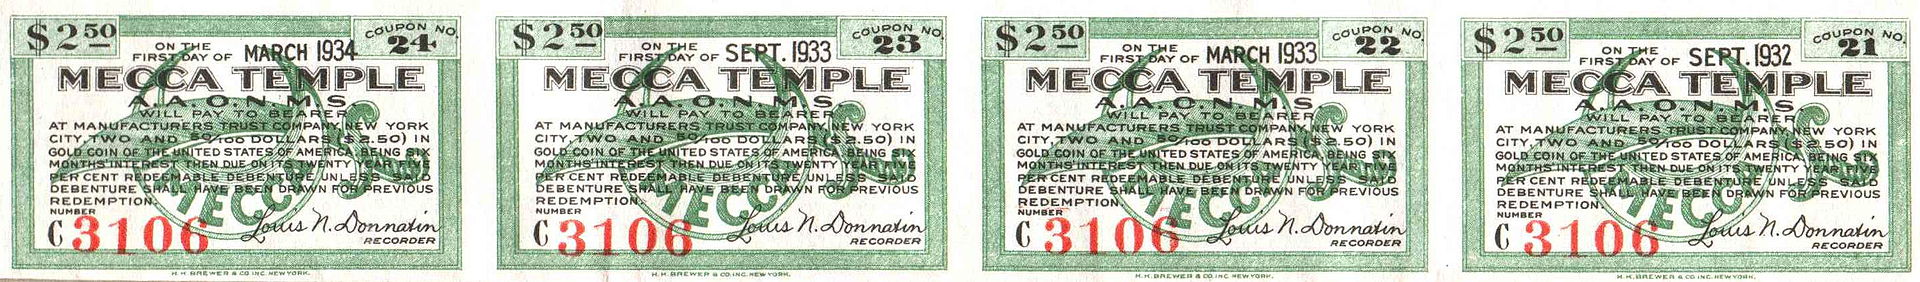 $2 50
COUPON NO.
24
ON THE
FIRST DAY OF MARCH 1934
MECCA TEMPLE
A.A.O.N.M.S.
WILL PAY TO BEARER
AT MANUFACTURERS TRUST COMPANY, NEW YORK
CITY, TWO AND 50/100 DOLLARS ($2.50) IN
GOLD COIN OF THE UNITED STATES OF AMERICA, BEING SIX
MONTHS' INTEREST THEN DUE ON ITS TWENTY YEAR FIVE
PER CENT REDEEMABLE DEBENTURE UNLESS SAID
DEBENTURE SHALL HAVE BEEN DRAWN FOR PREVIOUS
REDEMPTION.
MECCA
NUMBER
C 3106
Louis N. Donnatin
RECORDER
H.K. BREWER & CO. INC. NEW YORK.
$2 50
COUPON NO.
23
ON THE
FIRST DAY OF SEPT. 1933
MECCA TEMPLE
A.A.O.N.M.S.
WILL PAY TO BEARER
AT MANUFACTURERS TRUST COMPANY, NEW YORK
CITY, TWO AND 50/100 DOLLARS ($2.50) IN
GOLD COIN OF THE UNITED STATES OF AMERICA, BEING SIX
MONTHS' INTEREST THEN DUE ON ITS TWENTY YEAR FIVE
PER CENT REDEEMABLE DEBENTURE UNLESS SAID
DEBENTURE SHALL HAVE BEEN DRAWN FOR PREVIOUS
REDEMPTION.
MECCA
NUMBER
C 3106
Louis N. Donnatin
RECORDER
H.K. BREWER & CO. INC. NEW YORK.
$2 50
COUPON NO.
22
ON THE
FIRST DAY OF MARCH 1933
MECCA TEMPLE
A.A.O.N.M.S.
WILL PAY TO BEARER
AT MANUFACTURERS TRUST COMPANY, NEW YORK
CITY, TWO AND 50/100 DOLLARS ($2.50) IN
GOLD COIN OF THE UNITED STATES OF AMERICA, BEING SIX
MONTHS' INTEREST THEN DUE ON ITS TWENTY YEAR FIVE
PER CENT REDEEMABLE DEBENTURE UNLESS SAID
DEBENTURE SHALL HAVE BEEN DRAWN FOR PREVIOUS
REDEMPTION.
MECCA
NUMBER
C 3106
Louis N. Donnatin
RECORDER
H.K. BREWER & CO. INC. NEW YORK.
$2 50
COUPON NO.
21
ON THE
FIRST DAY OF SEPT. 1932
MECCA TEMPLE
A.A.O.N.M.S.
WILL PAY TO BEARER
AT MANUFACTURERS TRUST COMPANY, NEW YORK
CITY, TWO AND 50/100 DOLLARS ($2.50) IN
GOLD COIN OF THE UNITED STATES OF AMERICA, BEING SIX
MONTHS' INTEREST THEN DUE ON ITS TWENTY YEAR FIVE
PER CENT REDEEMABLE DEBENTURE UNLESS SAID
DEBENTURE SHALL HAVE BEEN DRAWN FOR PREVIOUS
REDEMPTION.
MECCA
NUMBER
C 3106
Louis N. Donnatin
RECORDER
H.K. BREWER & CO. INC. NEW YORK.